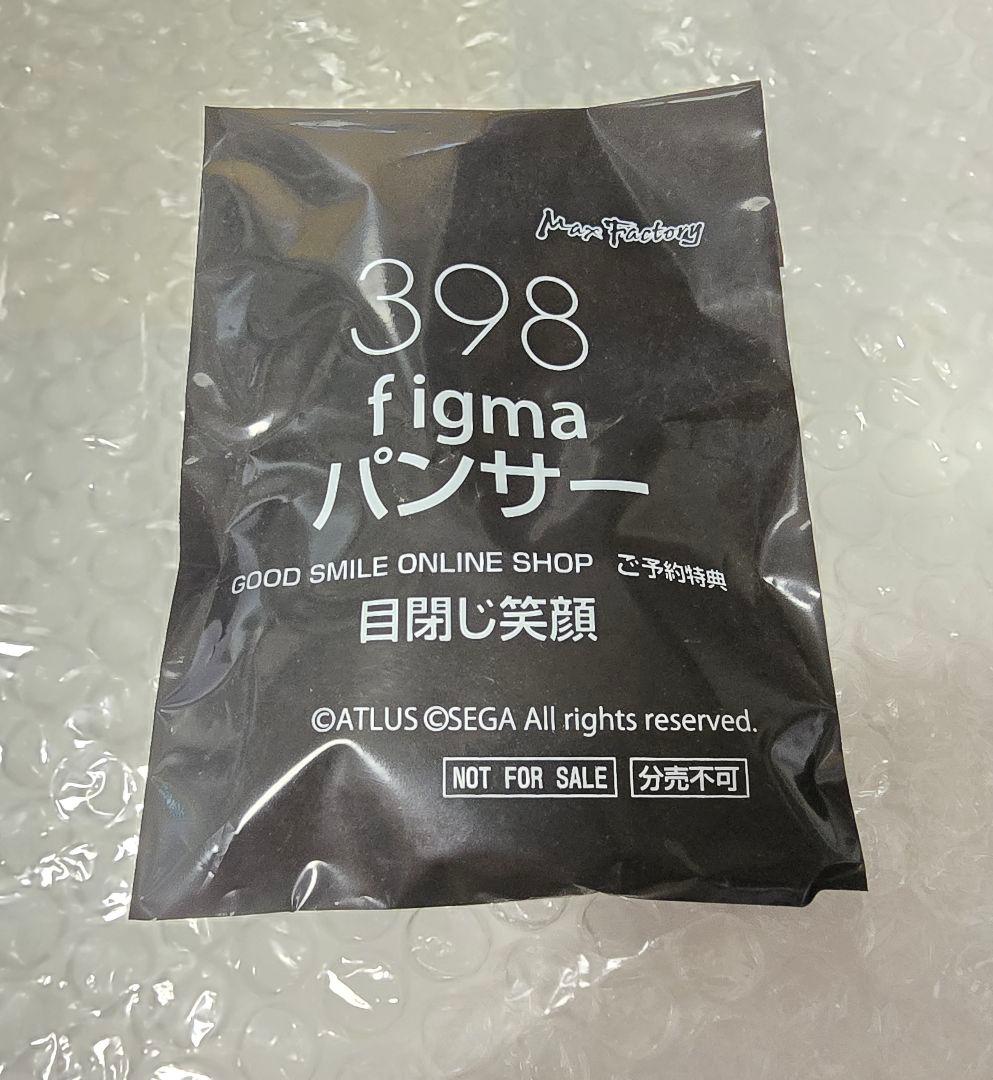 Max Factory
398
figma
パンサー
GOOD SMILE ONLINE SHOP ご予約特典
目閉じ笑顔
©ATLUS ©SEGA All rights reserved.
NOT FOR SALE 分売不可